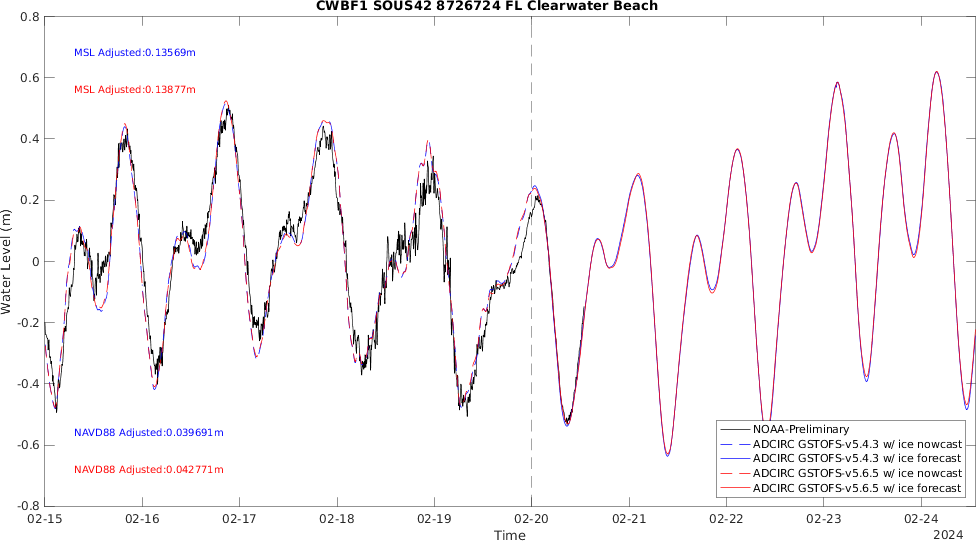 CWBF1 SOUS42 8726724 FL Clearwater Beach
0.8
0.6
0.4
0.2
0
-0.2
-0.4
-0.6
-0.8
Water Level (m)
MSL Adjusted:0.13569m
MSL Adjusted:0.13877m
NAVD88 Adjusted:0.039691m
NAVD88 Adjusted:0.042771m
NOAA-Preliminary
ADCIRC GSTOFS-v5.4.3 w/ ice nowcast
ADCIRC GSTOFS-v5.4.3 w/ ice forecast
ADCIRC GSTOFS-v5.6.5 w/ ice nowcast
ADCIRC GSTOFS-v5.6.5 w/ ice forecast
02-15 02-16 02-17 02-18 02-19 02-20 02-21 02-22 02-23 02-24
Time
2024